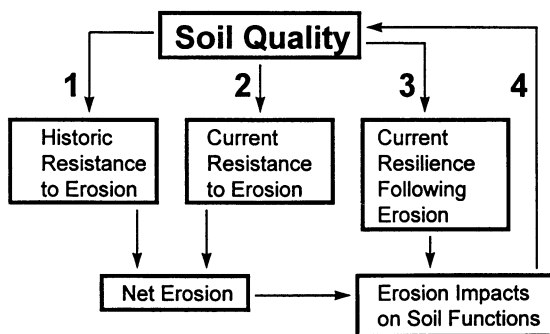 Soil Quality
1
2
3
4
Historic
Resistance
to Erosion
Current
Resistance
to Erosion
Current
Resilience
Following
Erosion
Net Erosion
Erosion Impacts
on Soil Functions